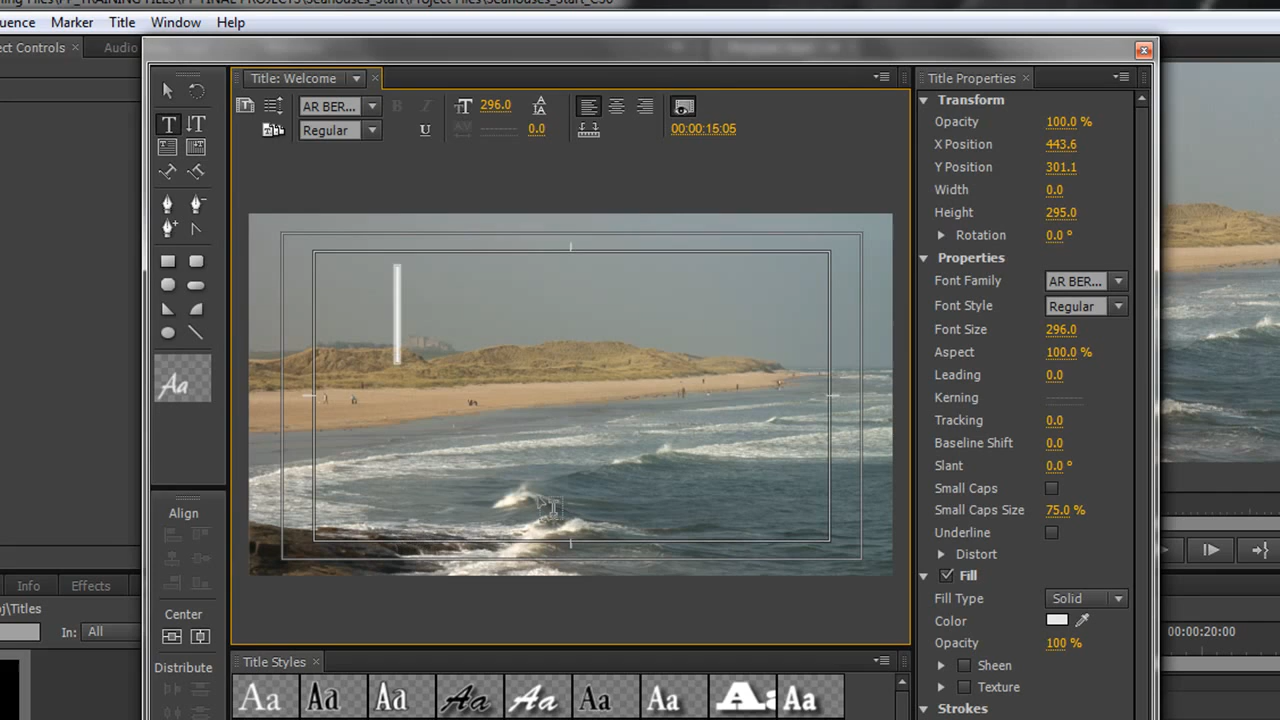 uence Marker Title Window Help
ect Controls Audio
Title: Welcome
AR BER... 296.0
Regular U 0.0 00:00:15:05
T T
Aa
Align
Center
Distribute
Title Properties
Transform
Opacity 100.0 %
X Position 443.6
Y Position 301.1
Width 0.0
Height 295.0
Rotation 0.0 °
Properties
Font Family AR BER...
Font Style Regular
Font Size 296.0
Aspect 100.0 %
Leading 0.0
Kerning
Tracking 0.0
Baseline Shift 0.0
Slant 0.0 °
Small Caps
Small Caps Size 75.0 %
Underline
Distort
Fill
Fill Type Solid
Color
Opacity 100 %
Sheen
Texture
Strokes
Info Effects
j\Titles
In: All
00:00:20:00
Title Styles
Aa Aa Aa Aa Aa Aa Aa Aa Aa